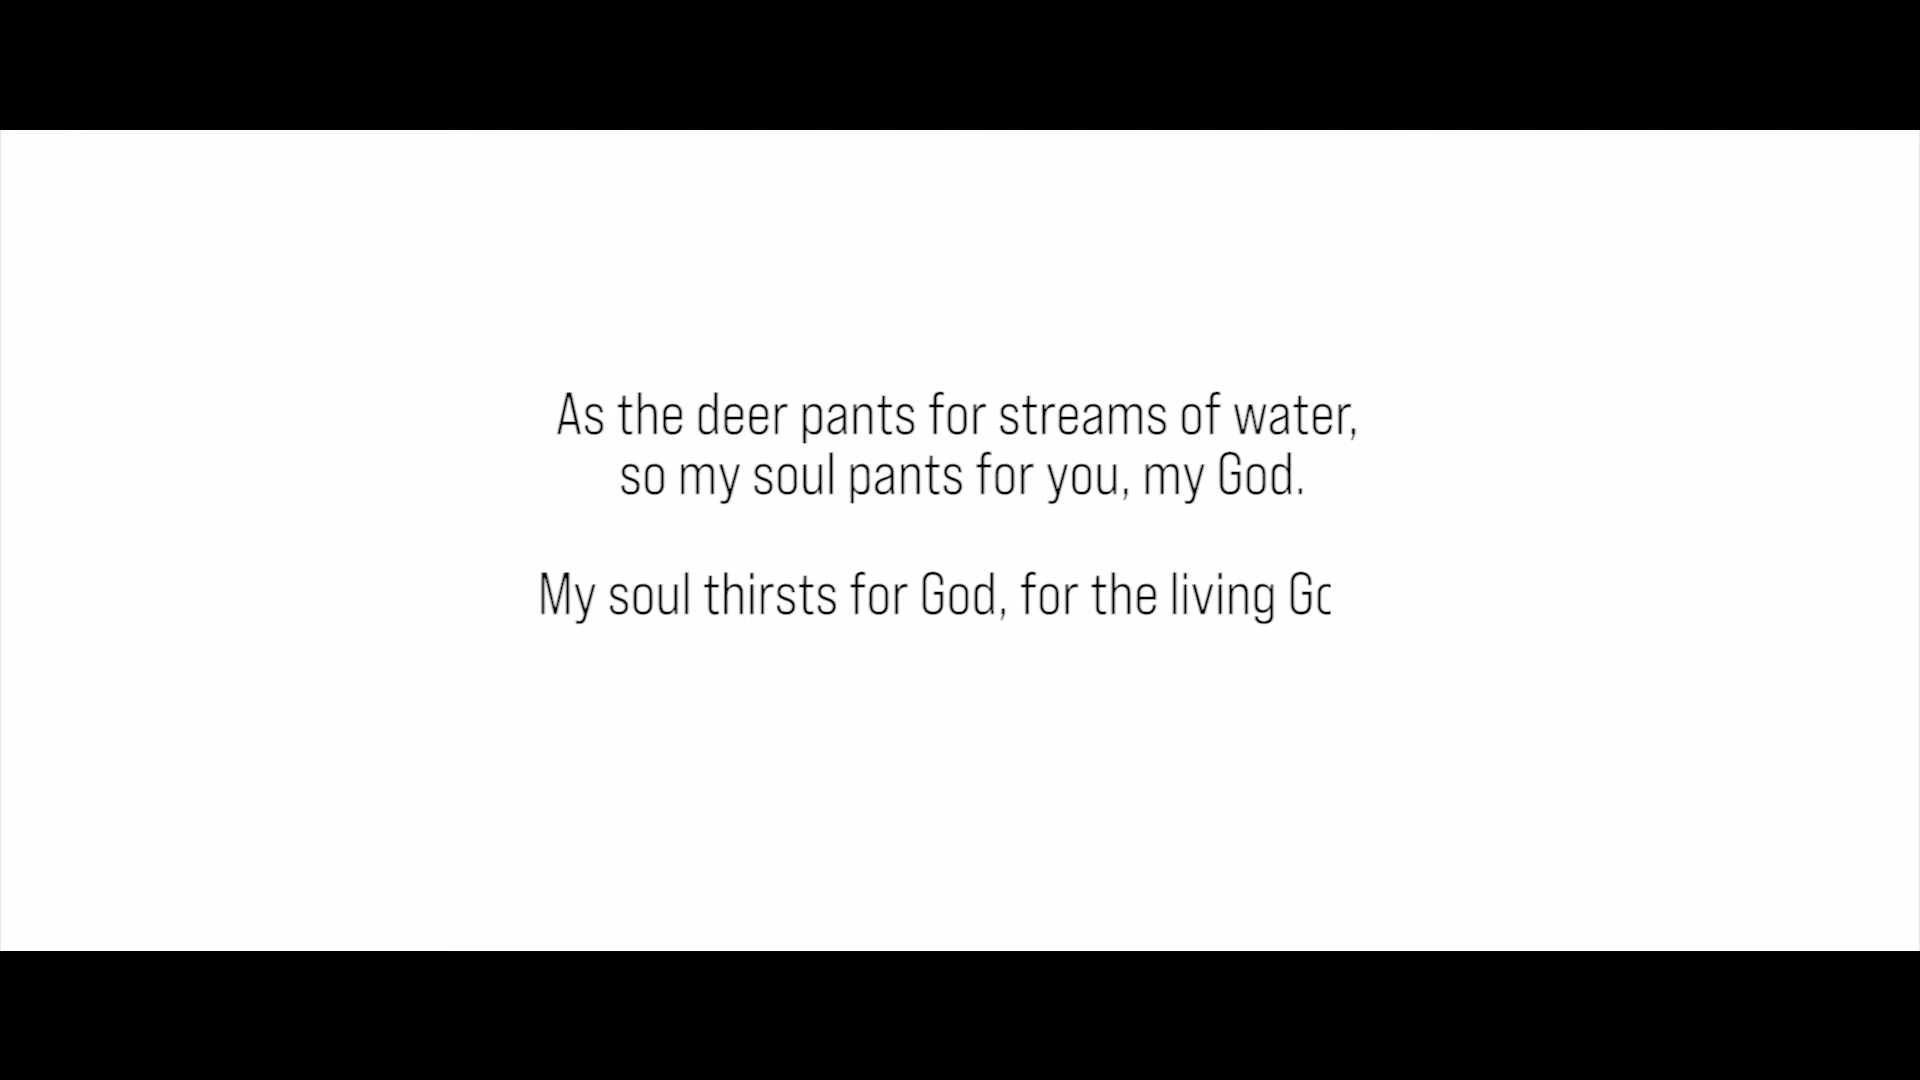 As the deer pants for streams of water,
so my soul pants for you, my God.
My soul thirsts for God, for the living